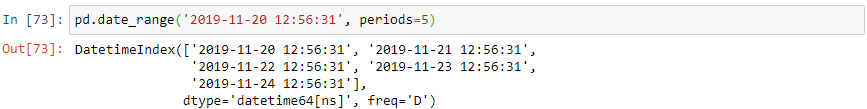 In [73]: pd.date_range('2019-11-20 12:56:31', periods=5)
Out[73]: DatetimeIndex(['2019-11-20 12:56:31', '2019-11-21 12:56:31',
'2019-11-22 12:56:31', '2019-11-23 12:56:31',
'2019-11-24 12:56:31'],
dtype='datetime64[ns]', freq='D')